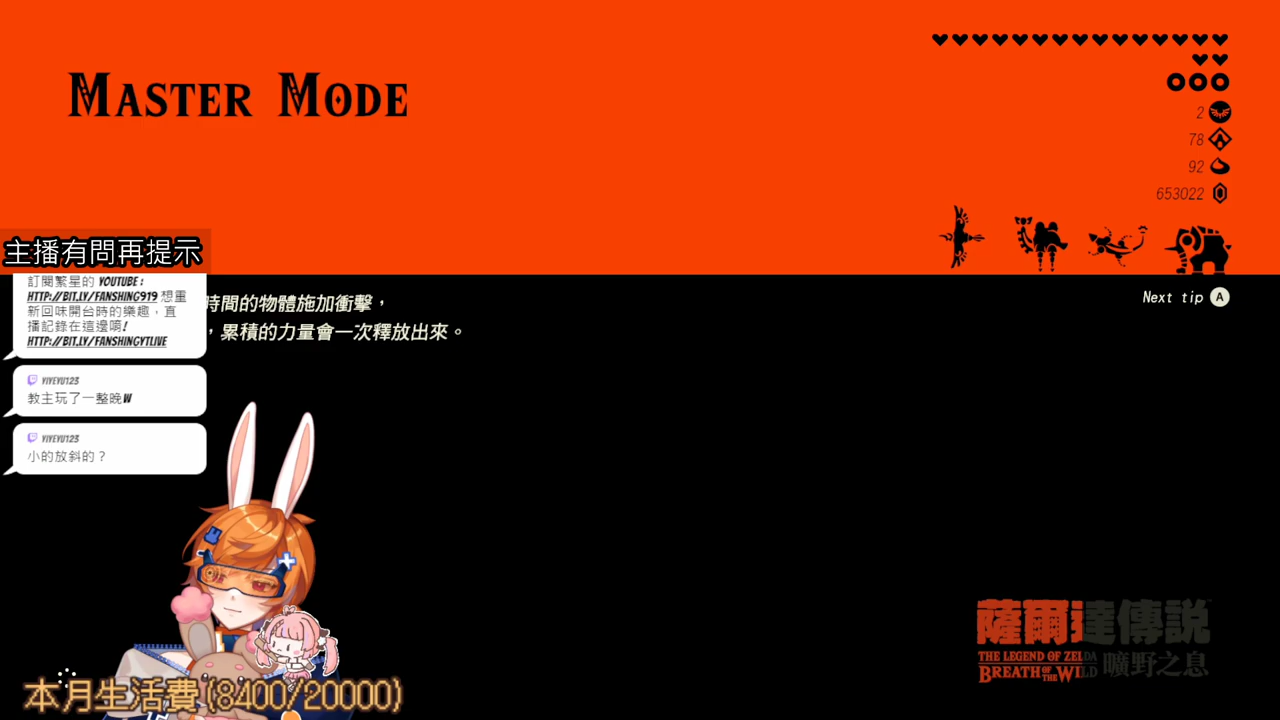 MASTER MODE
2
78
92
653022
主播有問再提示
訂閱繁星的 YOUTUBE :
HTTP://BIT.LY/FANSHING919 想重
新回味開台時的樂趣，直
播記錄在這邊唷!
HTTP://BIT.LY/FANSHINGYTLIVE
時間的物體施加衝擊，
，累積的力量會一次釋放出來。
Next tip A
YIYEYU123
教主玩了一整晚W
YIYEYU123
小的放斜的？
薩爾達傳說
THE LEGEND OF ZELDA
BREATH OF THE WILD 曠野之息
本月生活費(8400/20000)